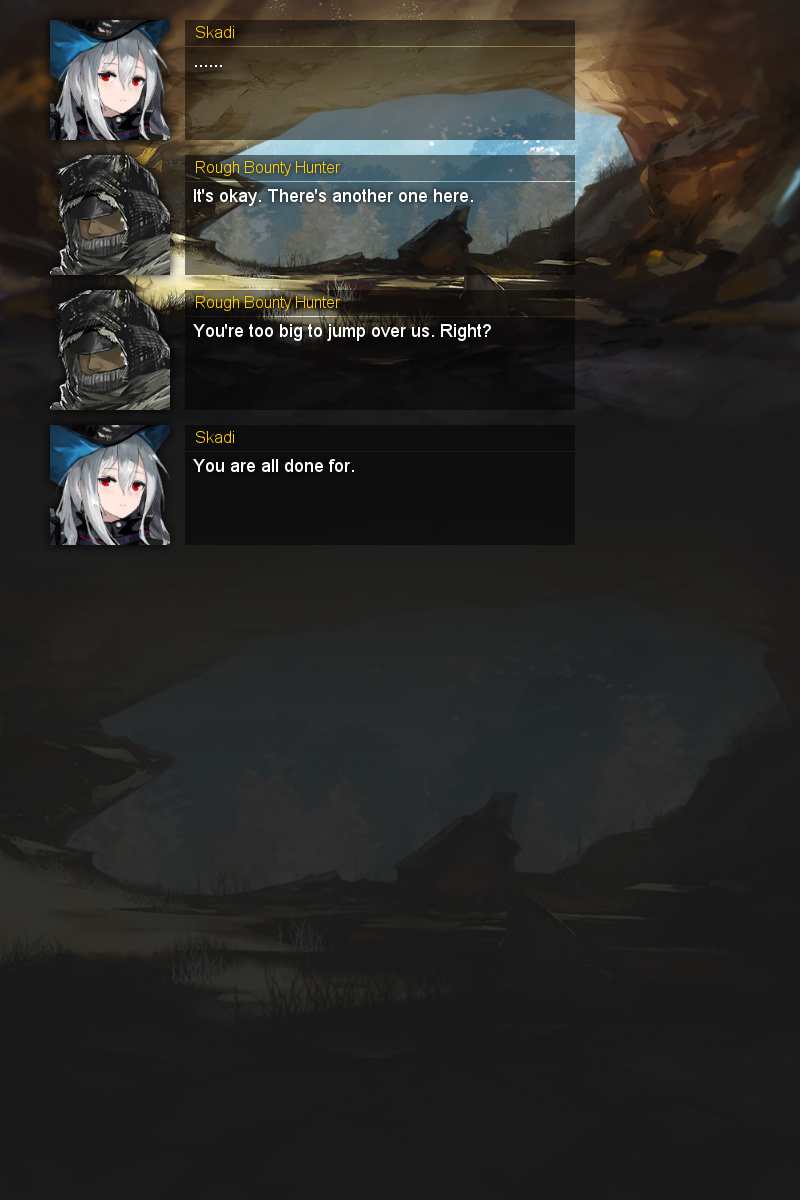 Skadi
......
Rough Bounty Hunter
It's okay. There's another one here.
Rough Bounty Hunter
You're too big to jump over us. Right?
Skadi
You are all done for.